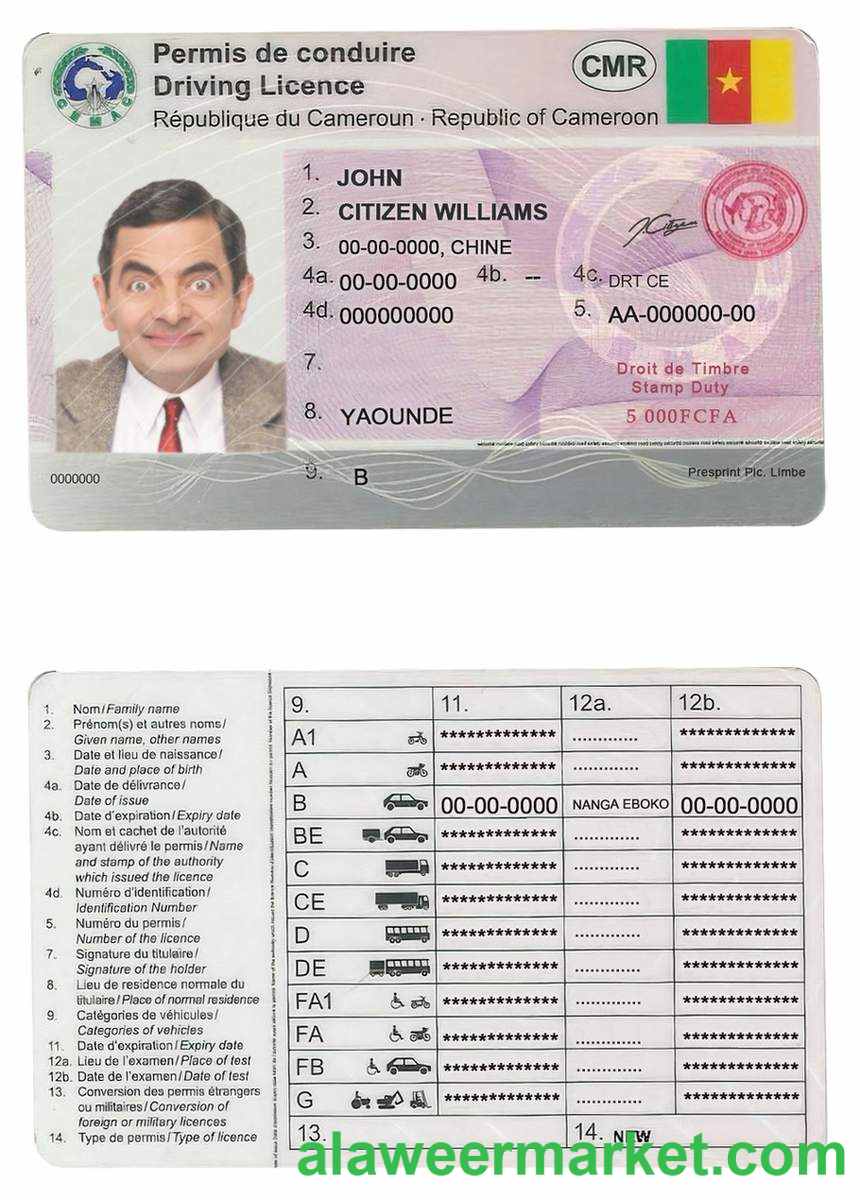 Permis de conduire
Driving Licence
République du Cameroun · Republic of Cameroon
CMR
CEMAC
1. JOHN
2. CITIZEN WILLIAMS
3. 00-00-0000, CHINE
4a. 00-00-0000 4b. -- 4c. DRT CE
4d. 000000000 5. AA-000000-00
7.
Droit de Timbre
Stamp Duty
8. YAOUNDE 5 000FCFA
0000000 9. B Presprint Plc. Limbe
1. Nom/Family name
2. Prénom(s) et autres noms/
Given name, other names
3. Date et lieu de naissance/
Date and place of birth
4a. Date de délivrance/
Date of issue
4b. Date d'expiration/Expiry date
4c. Nom et cachet de l'autorité
ayant délivré le permis/Name
and stamp of the authority
which issued the licence
4d. Numéro d'identification/
Identification Number
5. Numéro du permis/
Number of the licence
7. Signature du titulaire/
Signature of the holder
8. Lieu de residence normale du
titulaire/Place of normal residence
9. Catégories de véhicules/
Categories of vehicles
11. Date d'expiration/Expiry date
12a. Lieu de l'examen/Place of test
12b. Date de l'examen/Date of test
13. Conversion des permis étrangers
ou militaires/Conversion of
foreign or military licences
14. Type de permis/Type of licence
9. 11. 12a. 12b.
A1 ************* ............. *************
A ************* ............. *************
B 00-00-0000 NANGA EBOKO 00-00-0000
BE ************* ............. *************
C ************* ............. *************
CE ************* ............. *************
D ************* ............. *************
DE ************* ............. *************
FA1 ************* ............. *************
FA ************* ............. *************
FB ************* ............. *************
G ************* ............. *************
13. 14. NEW
alaweermarket.com